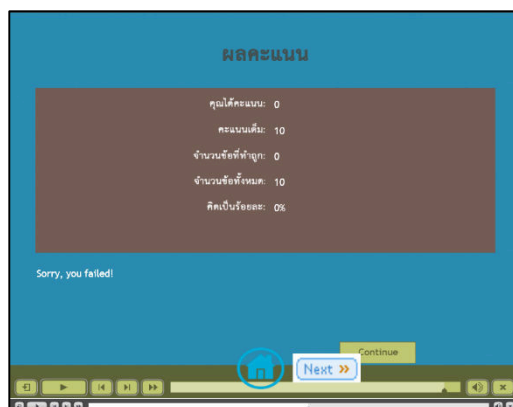 ผลคะแนน
คุณได้คะแนน: 0
คะแนนเต็ม: 10
จำนวนข้อที่ทำถูก: 0
จำนวนข้อทั้งหมด: 10
คิดเป็นร้อยละ: 0%
Sorry, you failed!
Continue
Next »